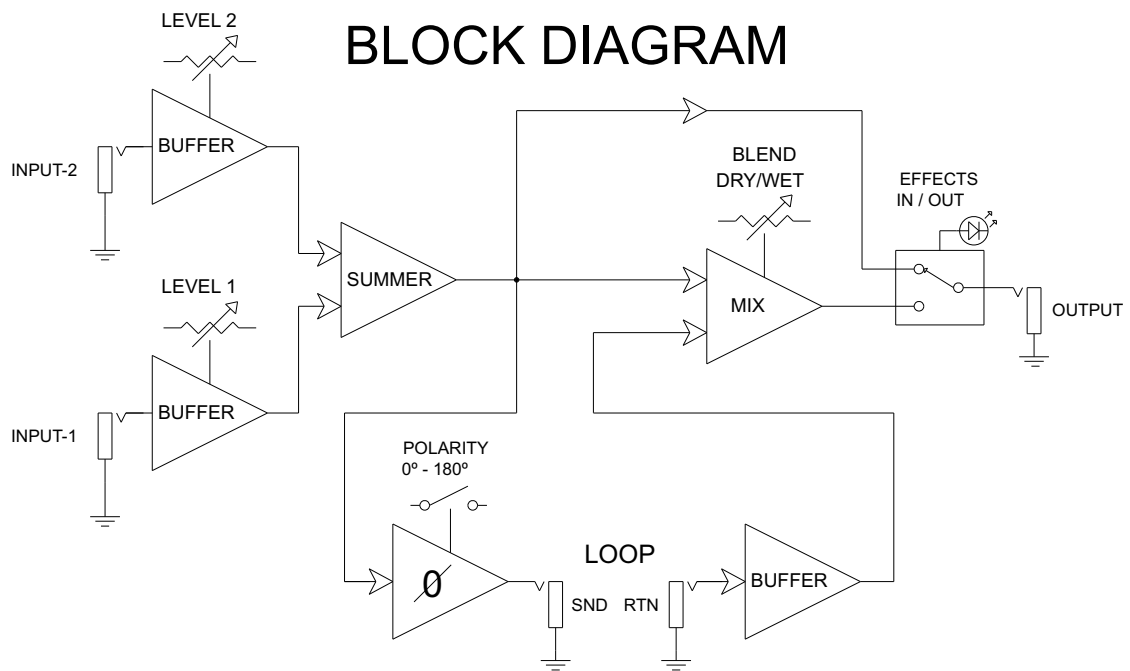 BLOCK DIAGRAM
LEVEL 2
BUFFER
INPUT-2
BLEND
DRY/WET
EFFECTS
IN / OUT
SUMMER
LEVEL 1
MIX
OUTPUT
BUFFER
INPUT-1
POLARITY
0º - 180º
LOOP
0
SND
RTN
BUFFER